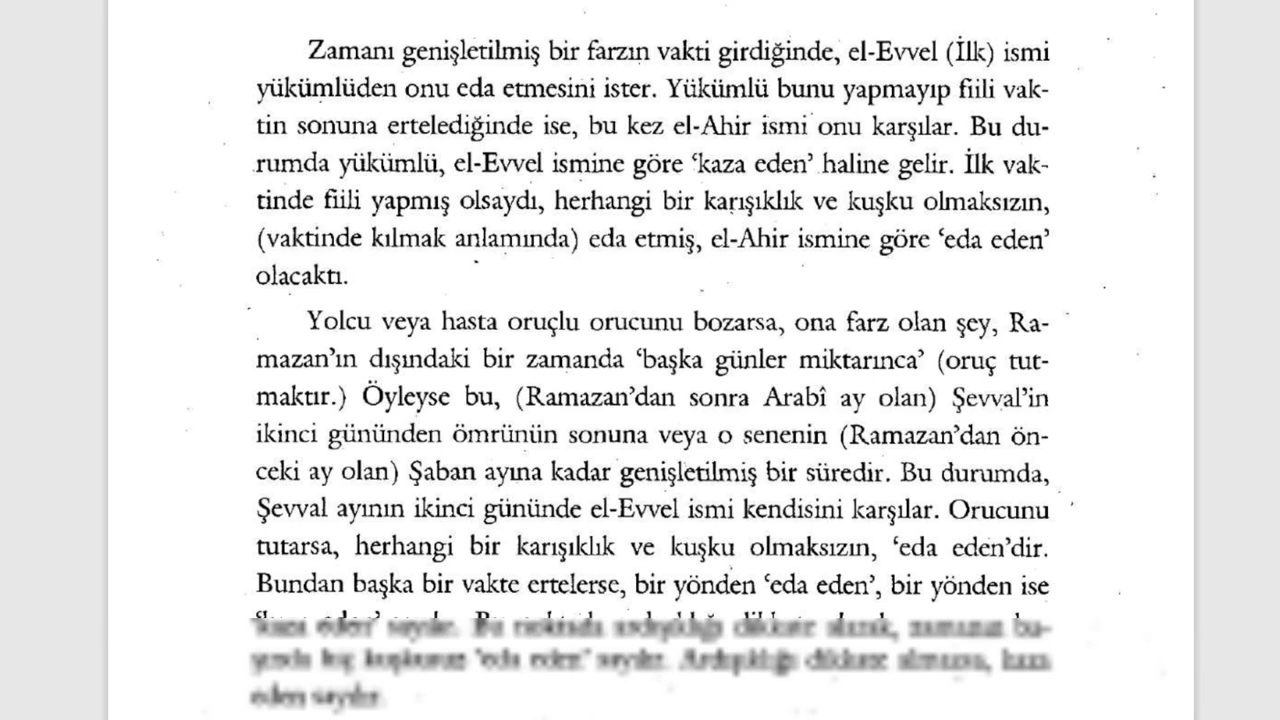 Zamanı genişletilmiş bir farzın vakti girdiğinde, el-Evvel (İlk) ismi
yükümlüden onu eda etmesini ister. Yükümlü bunu yapmayıp fiili vak-
tin sonuna ertelediğinde ise, bu kez el-Ahir ismi onu karşılar. Bu du-
rumda yükümlü, el-Evvel ismine göre ‘kaza eden’ haline gelir. İlk vak-
tinde fiili yapmış olsaydı, herhangi bir karışıklık ve kuşku olmaksızın,
(vaktinde kılmak anlamında) eda etmiş, el-Ahir ismine göre ‘eda eden’
olacaktı.
Yolcu veya hasta oruçlu orucunu bozarsa, ona farz olan şey, Ra-
mazan’ın dışındaki bir zamanda ‘başka günler miktarınca’ (oruç tut-
maktır.) Öyleyse bu, (Ramazan’dan sonra Arabî ay olan) Şevval’in
ikinci gününden ömrünün sonuna veya o senenin (Ramazan’dan ön-
ceki ay olan) Şaban ayına kadar genişletilmiş bir süredir. Bu durumda,
Şevval ayının ikinci gününde el-Evvel ismi kendisini karşılar. Orucunu
tutarsa, herhangi bir karışıklık ve kuşku olmaksızın, ‘eda eden’dir.
Bundan başka bir vakte ertelerse, bir yönden ‘eda eden’, bir yönden ise